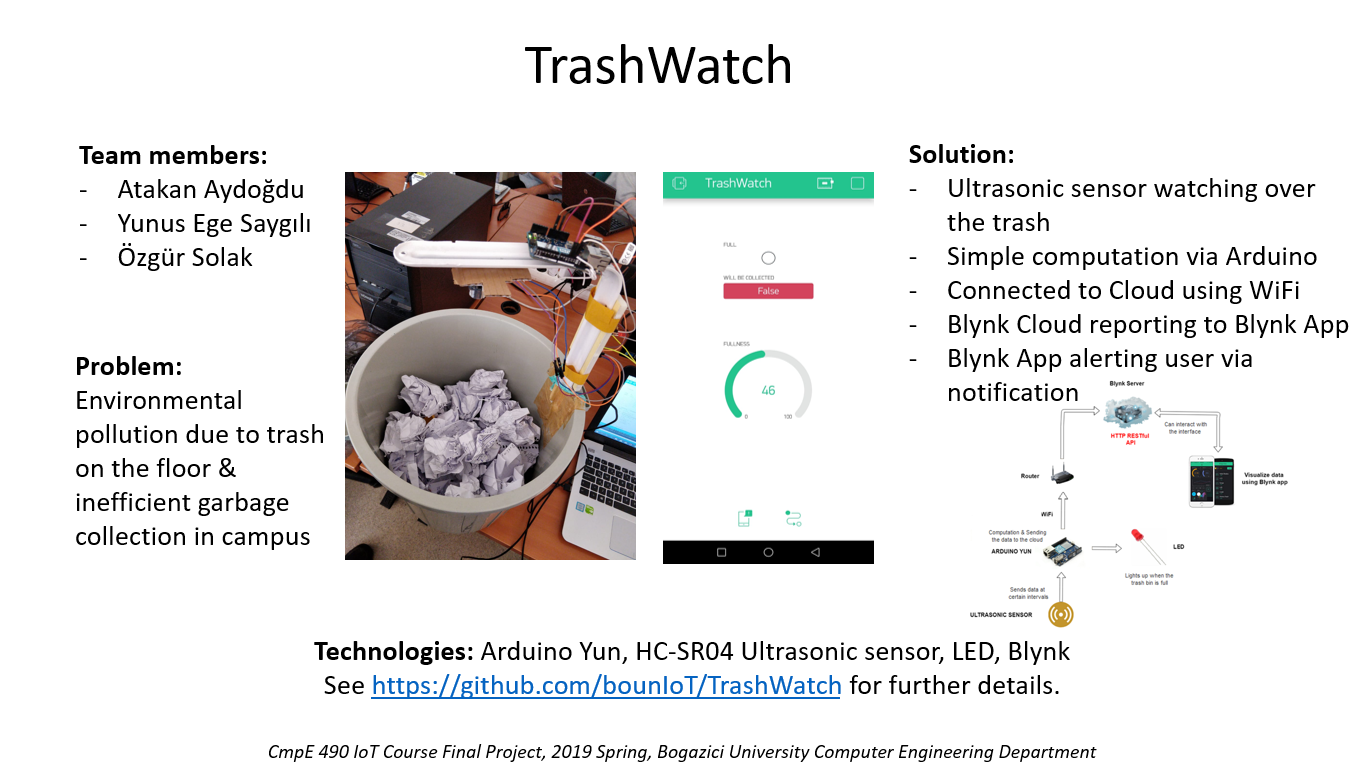 TrashWatch
Team members:
- Atakan Aydoğdu
- Yunus Ege Saygılı
- Özgür Solak
Problem:
Environmental
pollution due to trash
on the floor &
inefficient garbage
collection in campus
TrashWatch
FULL
WILL BE COLLECTED
False
FULLNESS
46
0
100
Solution:
- Ultrasonic sensor watching over
the trash
- Simple computation via Arduino
- Connected to Cloud using WiFi
- Blynk Cloud reporting to Blynk App
- Blynk App alerting user via
notification
Blynk Server
HTTP RESTful
API
Can interact with
the interface
Router
Visualize data
using Blynk app
WiFi
Computation & Sending
the data to the cloud
ARDUINO YUN
LED
Lights up when the
trash bin is full
Sends data at
certain intervals
ULTRASONIC SENSOR
Technologies: Arduino Yun, HC-SR04 Ultrasonic sensor, LED, Blynk
See https://github.com/bounIoT/TrashWatch for further details.
CmpE 490 IoT Course Final Project, 2019 Spring, Bogazici University Computer Engineering Department